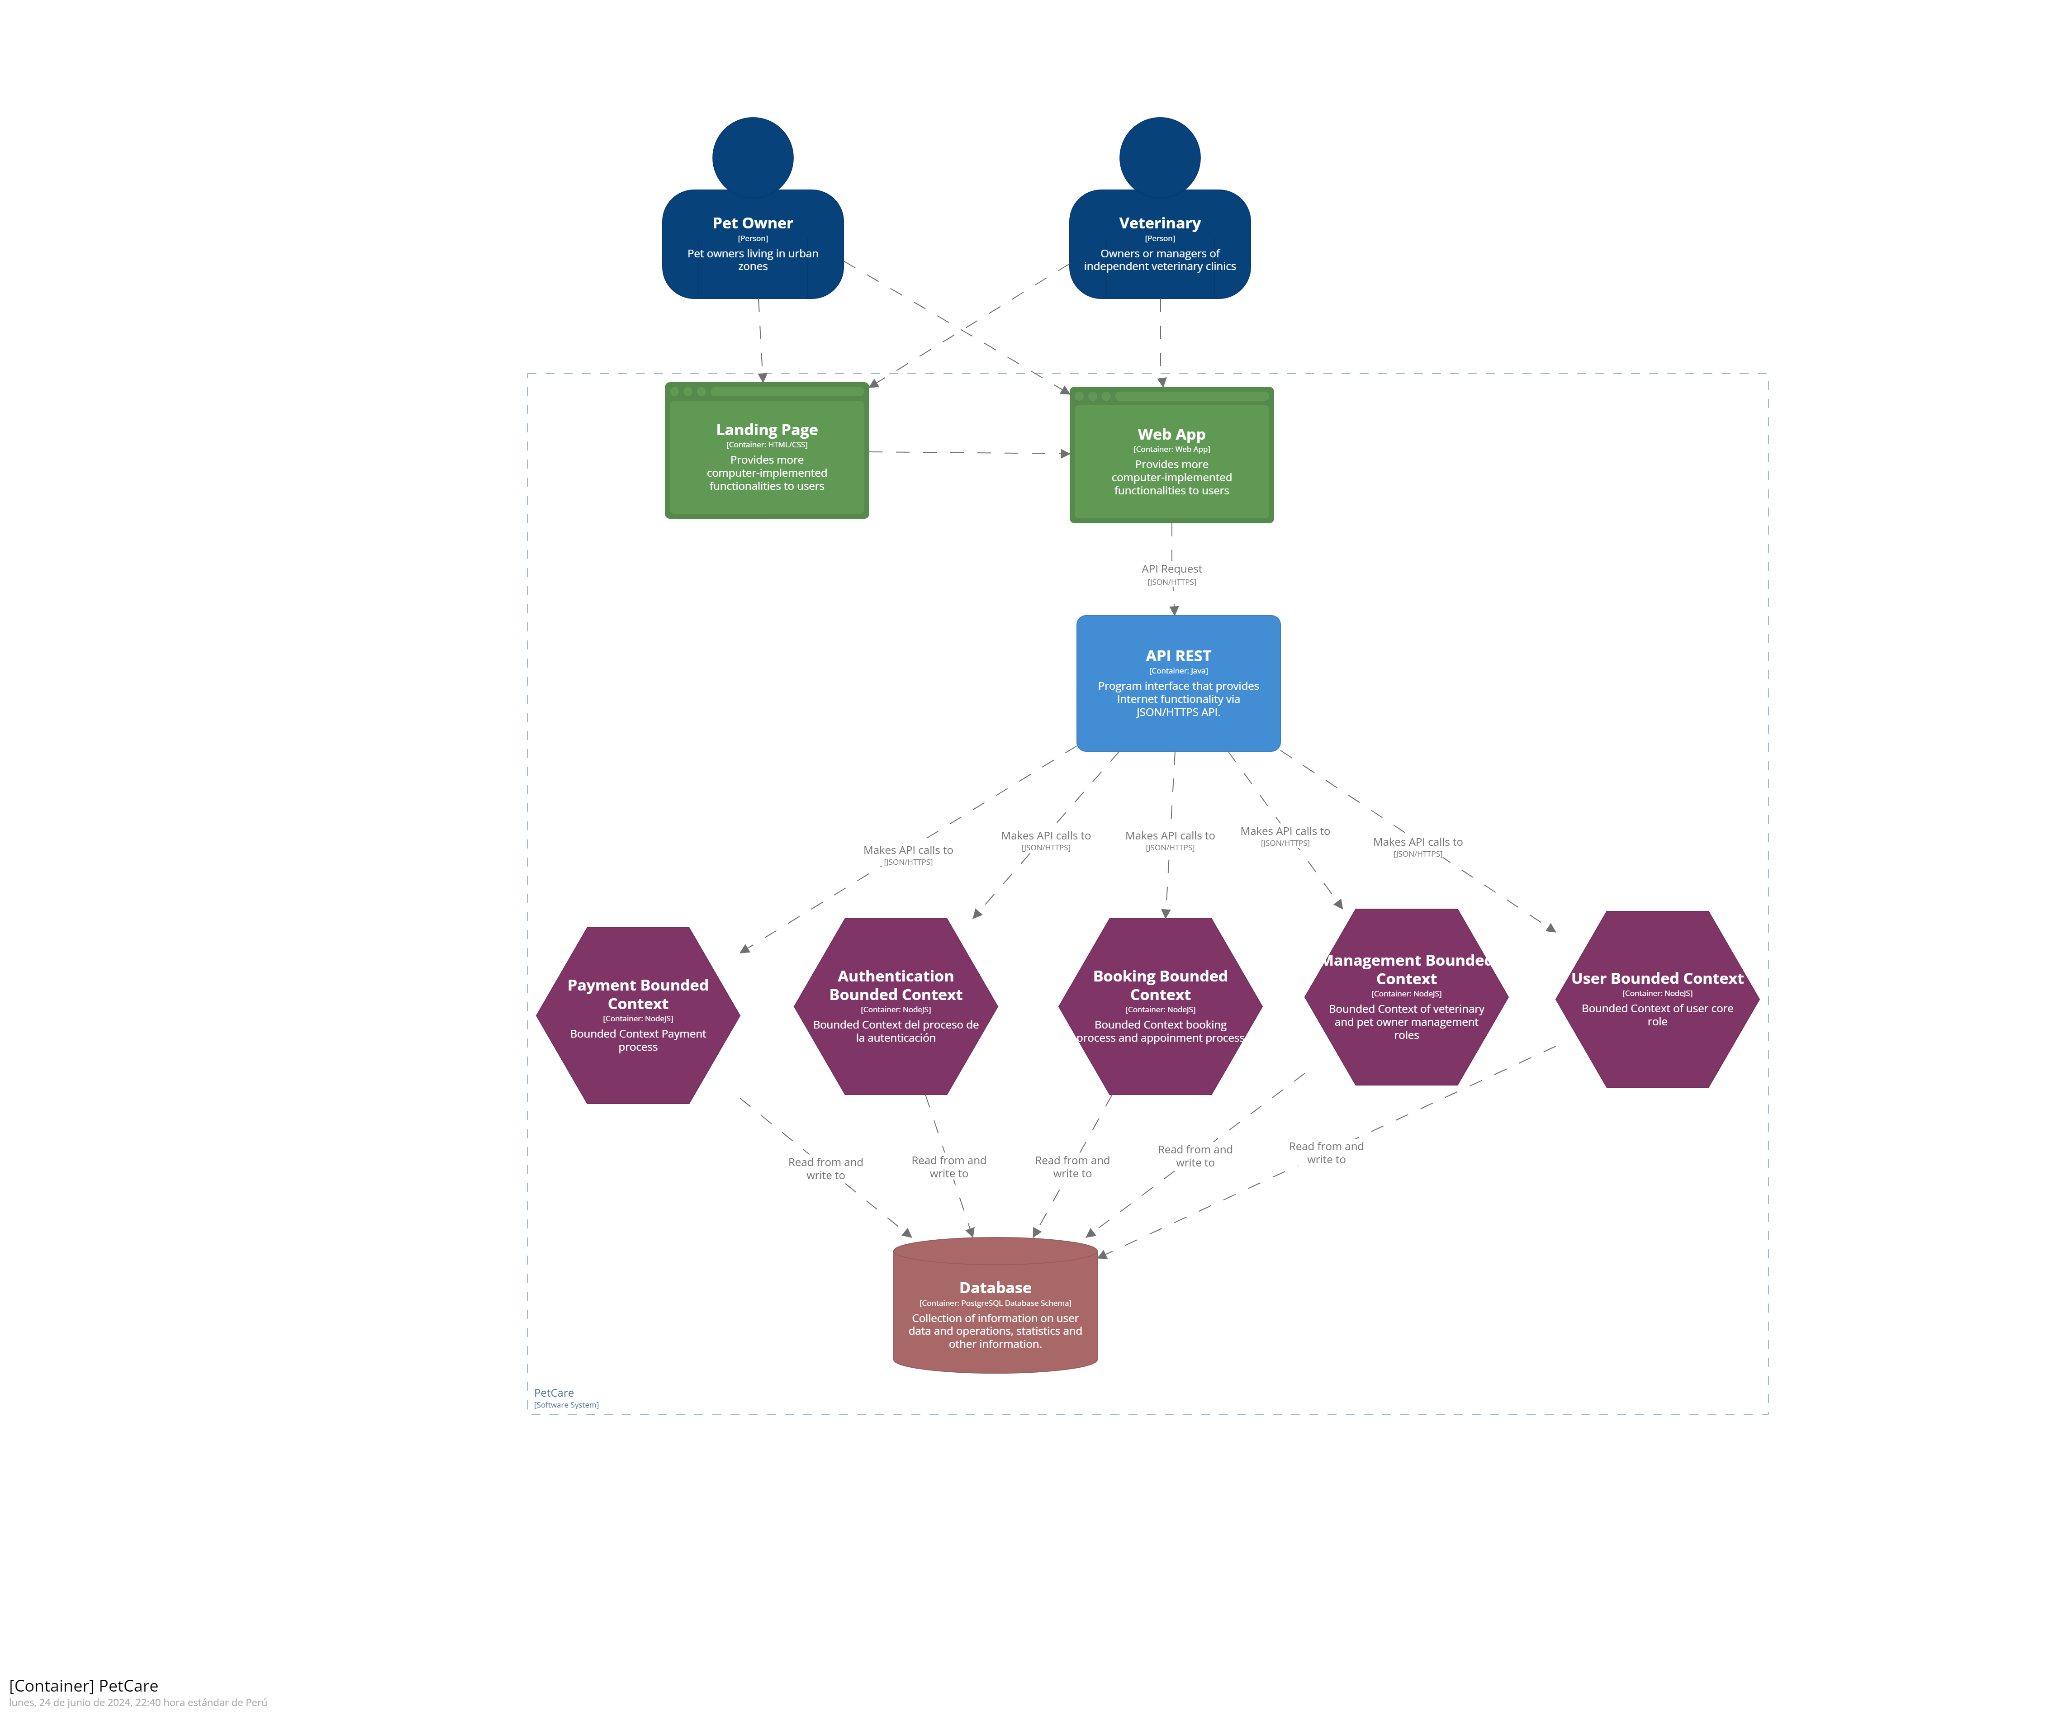 Pet Owner
[Person]
Pet owners living in urban
zones
Veterinary
[Person]
Owners or managers of
independent veterinary clinics
Landing Page
[Container: HTML/CSS]
Provides more
computer-implemented
functionalities to users
Web App
[Container: Web App]
Provides more
computer-implemented
functionalities to users
API Request
[JSON/HTTPS]
API REST
[Container: Java]
Program interface that provides
Internet functionality via
JSON/HTTPS API.
Makes API calls to
[JSON/HTTPS]
Makes API calls to
[JSON/HTTPS]
Makes API calls to
[JSON/HTTPS]
Makes API calls to
[JSON/HTTPS]
Makes API calls to
[JSON/HTTPS]
Payment Bounded
Context
[Container: NodeJS]
Bounded Context Payment
process
Authentication
Bounded Context
[Container: NodeJS]
Bounded Context del proceso de
la autenticación
Booking Bounded
Context
[Container: NodeJS]
Bounded Context booking
process and appoinment process
Management Bounded
Context
[Container: NodeJS]
Bounded Context of veterinary
and pet owner management
roles
User Bounded Context
[Container: NodeJS]
Bounded Context of user core
role
Read from and
write to
Read from and
write to
Read from and
write to
Read from and
write to
Read from and
write to
Database
[Container: PostgreSQL Database Schema]
Collection of information on user
data and operations, statistics and
other information.
PetCare
[Software System]
[Container] PetCare
lunes, 24 de junio de 2024, 22:40 hora estándar de Perú